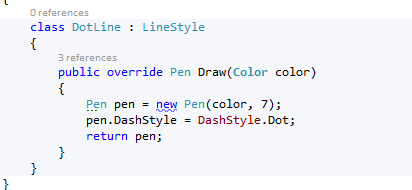 {
0 references
class DotLine : LineStyle
{
3 references
public override Pen Draw(Color color)
{
Pen pen = new Pen(color, 7);
pen.DashStyle = DashStyle.Dot;
return pen;
}
}
}